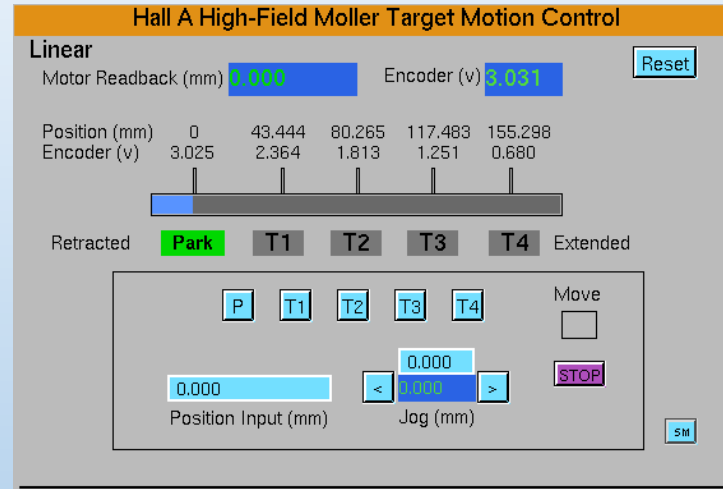 Hall A High-Field Moller Target Motion Control
Linear
Motor Readback (mm) 0.000 Encoder (v) 3.031 Reset
Position (mm) 0 43.444 80.265 117.483 155.298
Encoder (v) 3.025 2.364 1.813 1.251 0.680
Retracted Park T1 T2 T3 T4 Extended
P T1 T2 T3 T4 Move
0.000
0.000 < 0.000 > STOP
Position Input (mm) Jog (mm)
SM